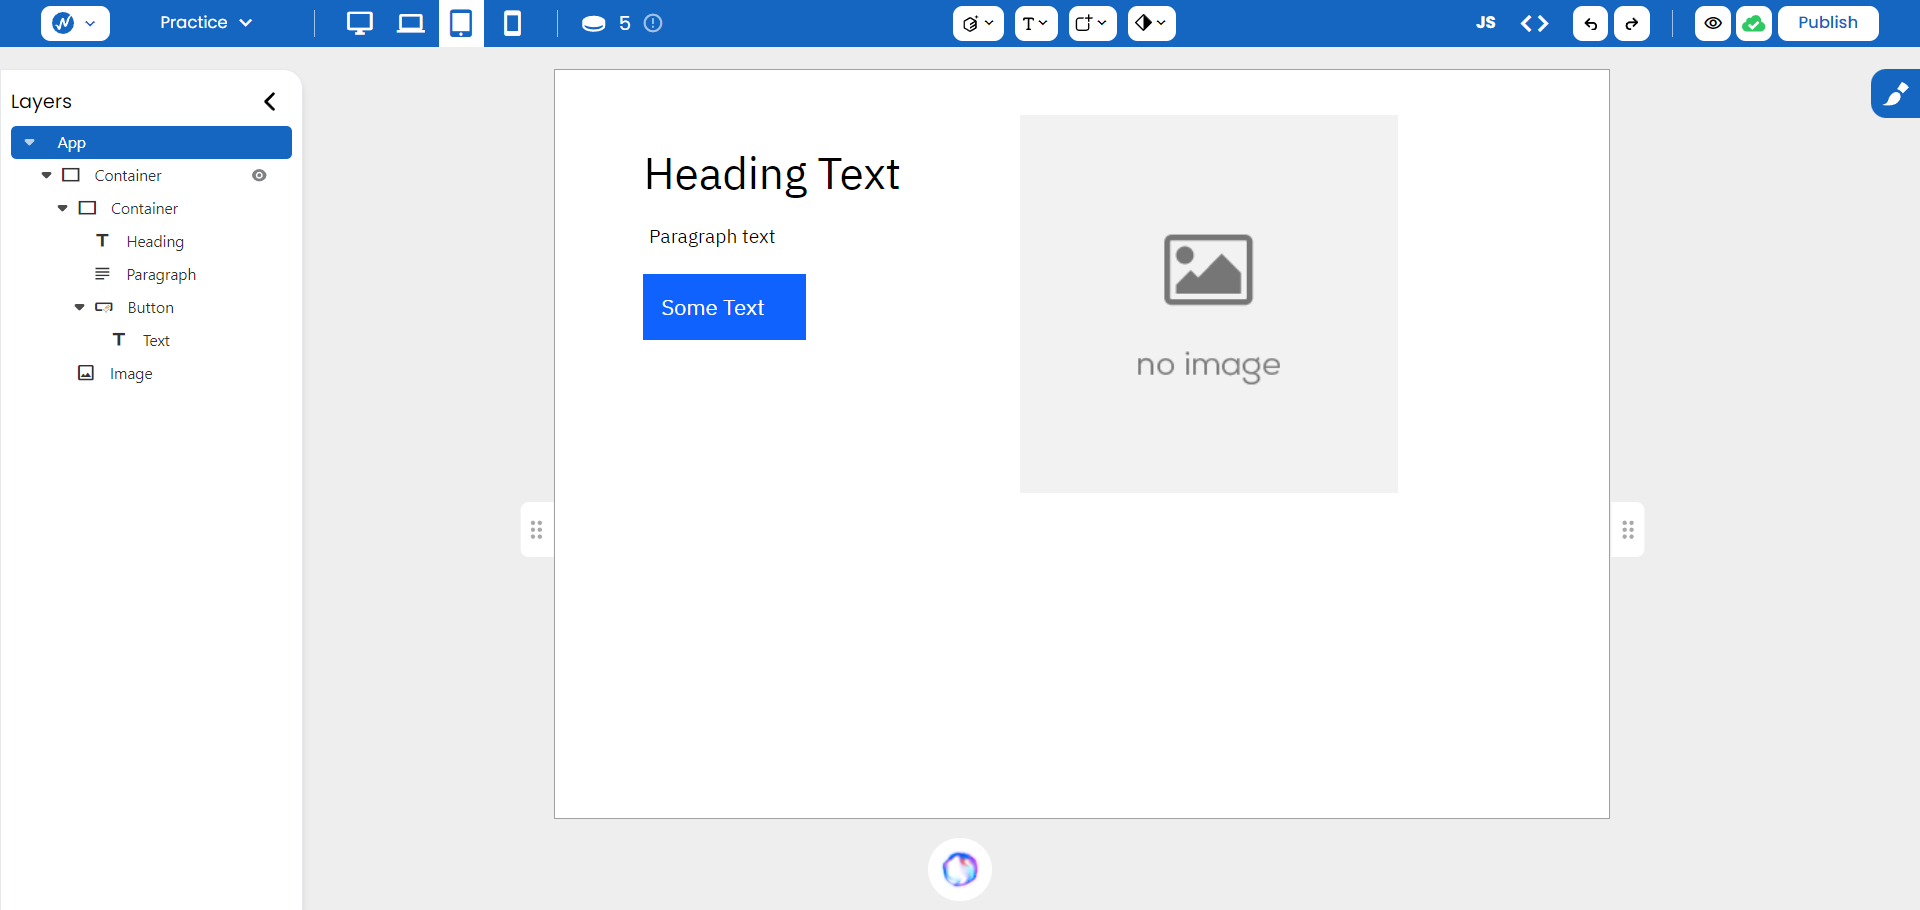 Practice
5
JS
Publish
Layers
App
Container
Container
Heading
Paragraph
Button
Text
Image
Heading Text
Paragraph text
Some Text
no image